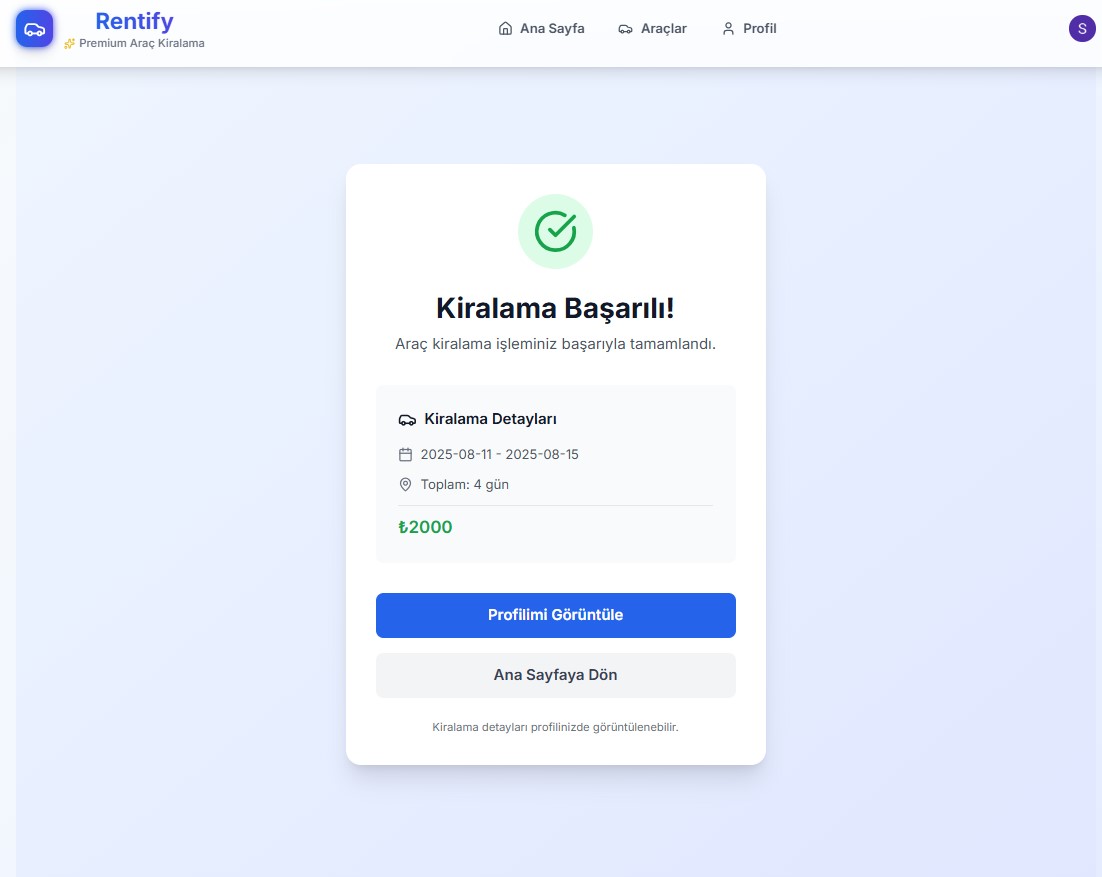 Rentify
Premium Araç Kiralama
Ana Sayfa
Araçlar
Profil
S
Kiralama Başarılı!
Araç kiralama işleminiz başarıyla tamamlandı.
Kiralama Detayları
2025-08-11 - 2025-08-15
Toplam: 4 gün
₺2000
Profilimi Görüntüle
Ana Sayfaya Dön
Kiralama detayları profilinizde görüntülenebilir.